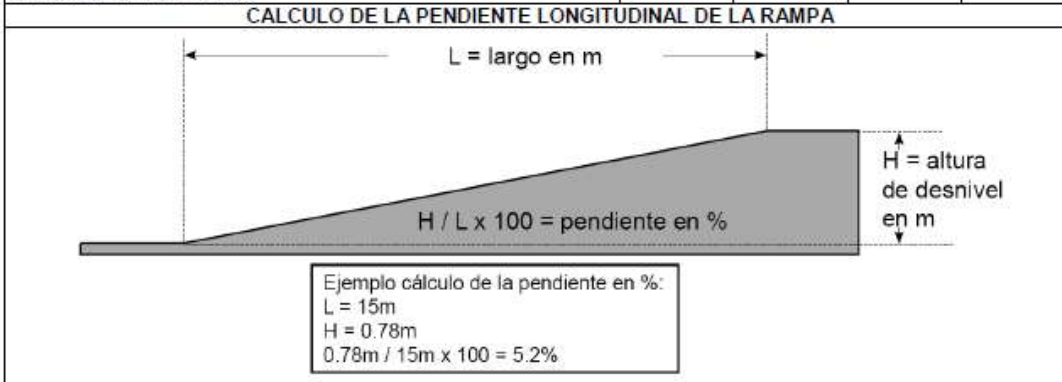 CALCULO DE LA PENDIENTE LONGITUDINAL DE LA RAMPA
L = largo en m
H = altura
de desnivel
en m
H / L x 100 = pendiente en %
Ejemplo cálculo de la pendiente en %:
L = 15m
H = 0.78m
0.78m / 15m x 100 = 5.2%